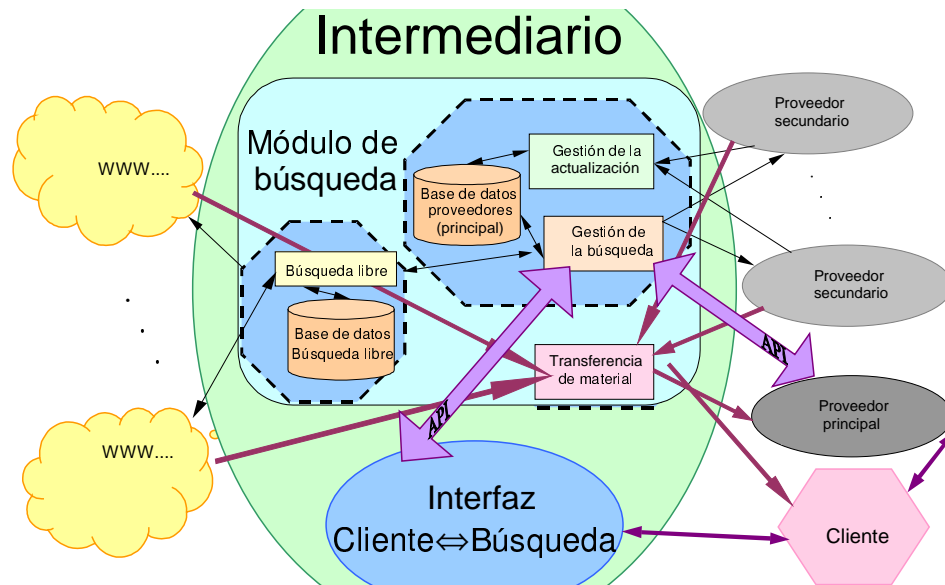 Intermediario
Módulo de
búsqueda
www....
Gestión de la
actualización
Base de datos
proveedores
(principal)
Gestión de
la búsqueda
Búsqueda libre
Base de datos
Búsqueda libre
Proveedor
secundario
Proveedor
secundario
API
API
Transferencia
de material
Proveedor
principal
www....
Interfaz
Cliente⇔Búsqueda
Cliente